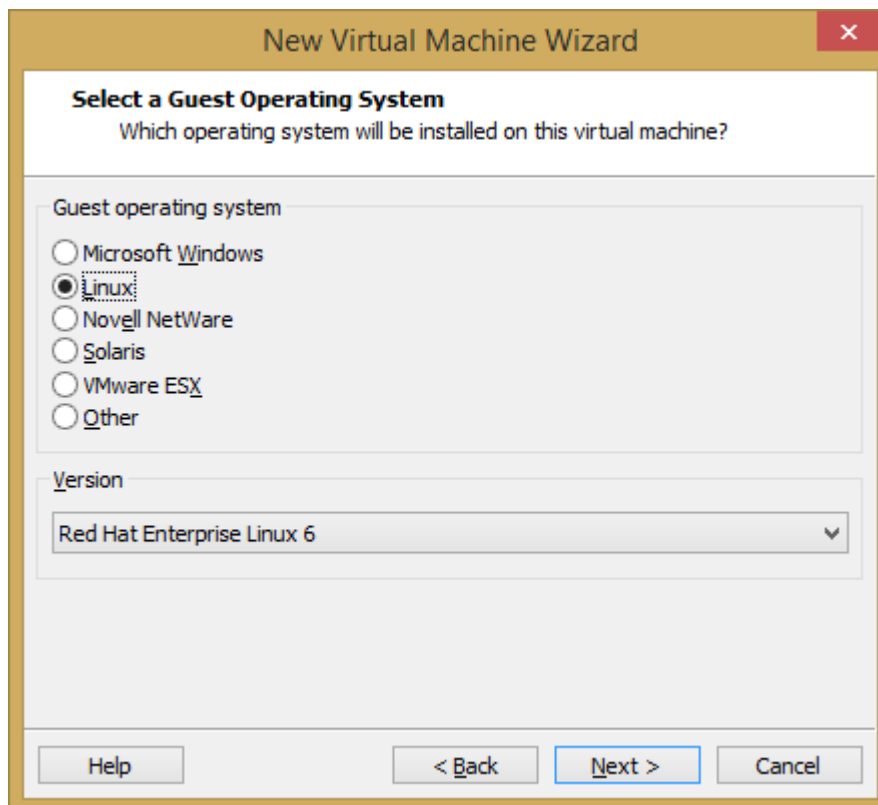 New Virtual Machine Wizard
Select a Guest Operating System
Which operating system will be installed on this virtual machine?
Guest operating system
Microsoft Windows
Linux
Novell NetWare
Solaris
VMware ESX
Other
Version
Red Hat Enterprise Linux 6
Help
< Back
Next >
Cancel